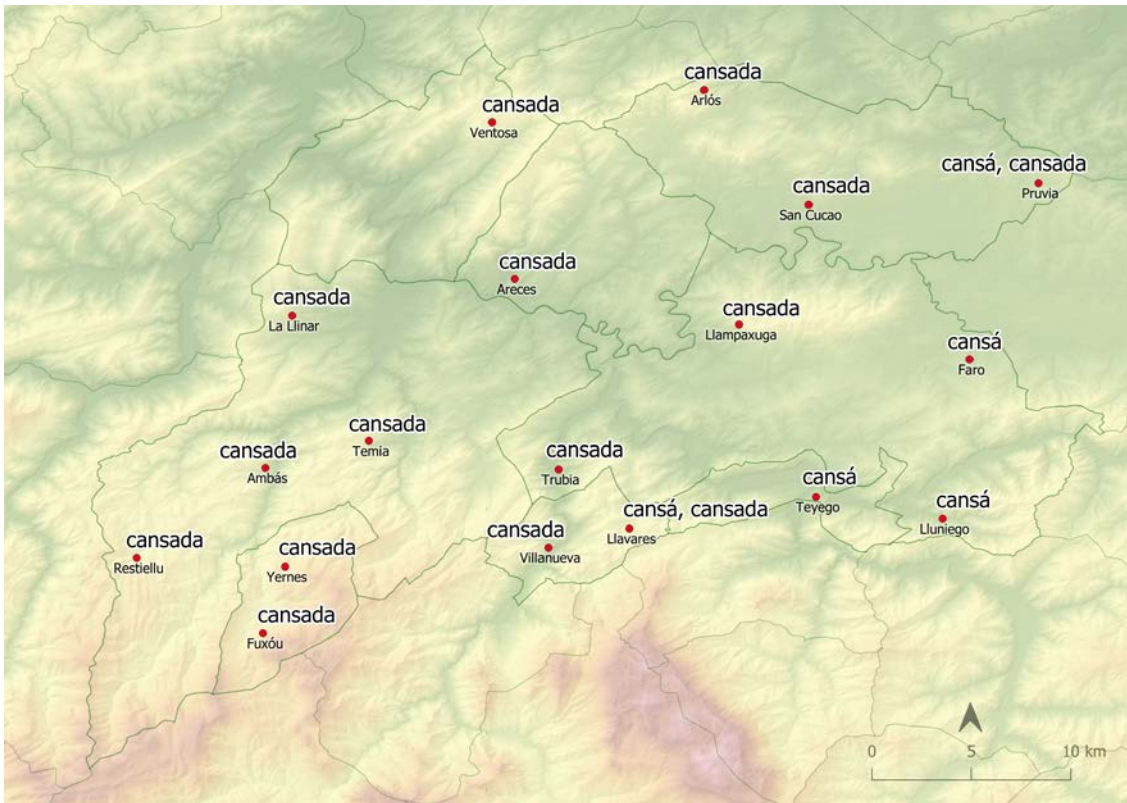 cansada
Arlós
cansada
Ventosa
cansá, cansada
Pruvia
cansada
San Cucao
cansada
Areces
cansada
La Llinar
cansada
Llampaxuga
cansá
Faro
cansada
Temia
cansada
Ambás
cansada
Trubia
cansá
Teyego
cansá
Lluniego
cansá, cansada
Llavares
cansada
Villanueva
cansada
Restiellu
cansada
Yernes
cansada
Fuxóu
0 5 10 km